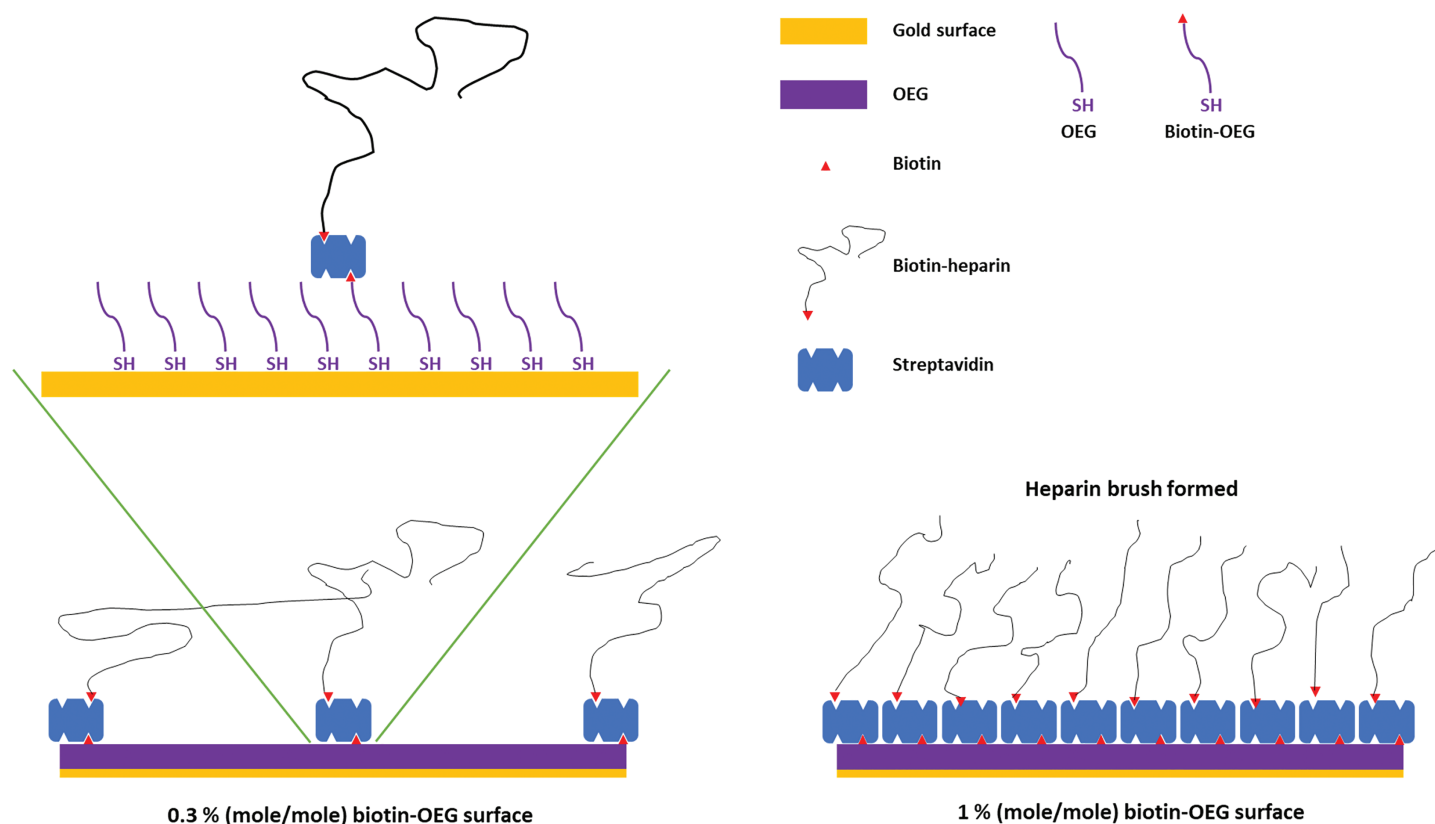 Gold surface
OEG
SH
SH
OEG
Biotin-OEG
Biotin
Biotin-heparin
Streptavidin
SH SH SH SH SH SH SH SH SH SH
Heparin brush formed
0.3 % (mole/mole) biotin-OEG surface
1 % (mole/mole) biotin-OEG surface